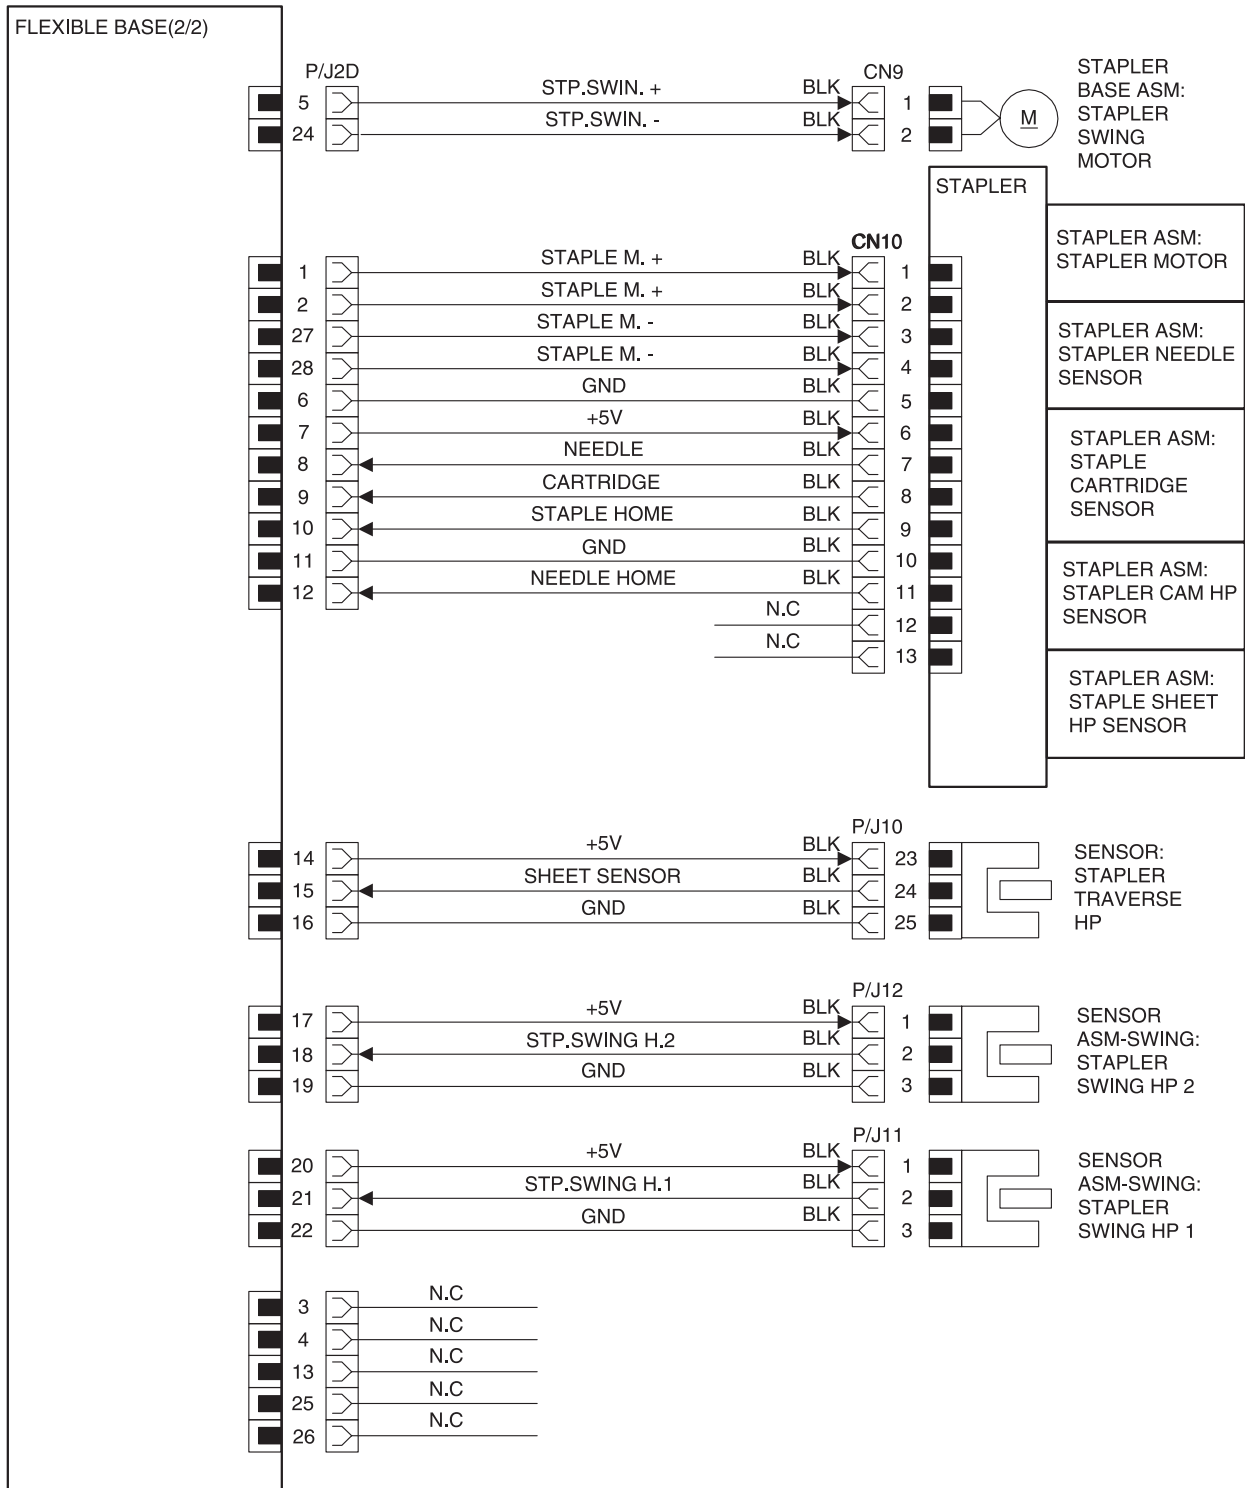 FLEXIBLE BASE(2/2)
P/J2D
CN9
5 STP.SWIN. + BLK 1
24 STP.SWIN. - BLK 2
M
STAPLER
BASE ASM:
STAPLER
SWING
MOTOR
STAPLER
CN10
1 STAPLE M. + BLK 1
2 STAPLE M. + BLK 2
27 STAPLE M. - BLK 3
28 STAPLE M. - BLK 4
6 GND BLK 5
7 +5V BLK 6
8 NEEDLE BLK 7
9 CARTRIDGE BLK 8
10 STAPLE HOME BLK 9
11 GND BLK 10
12 NEEDLE HOME BLK 11
N.C 12
N.C 13
STAPLER ASM:
STAPLER MOTOR
STAPLER ASM:
STAPLER NEEDLE
SENSOR
STAPLER ASM:
STAPLE
CARTRIDGE
SENSOR
STAPLER ASM:
STAPLER CAM HP
SENSOR
STAPLER ASM:
STAPLE SHEET
HP SENSOR
P/J10
14 +5V BLK 23
15 SHEET SENSOR BLK 24
16 GND BLK 25
SENSOR:
STAPLER
TRAVERSE
HP
P/J12
17 +5V BLK 1
18 STP.SWING H.2 BLK 2
19 GND BLK 3
SENSOR
ASM-SWING:
STAPLER
SWING HP 2
P/J11
20 +5V BLK 1
21 STP.SWING H.1 BLK 2
22 GND BLK 3
SENSOR
ASM-SWING:
STAPLER
SWING HP 1
3 N.C
4 N.C
13 N.C
25 N.C
26 N.C